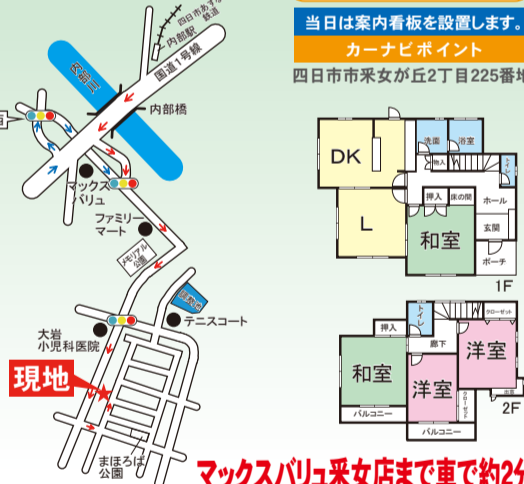 四日市あすなろう
鉄道
内部駅
国道1号線
内部川
内部橋
マックス
バリュ
ファミリー
マート
メモリアル
公園
調整池
テニスコート
大岩
小児科医院
現地
まほろば
公園
当日は案内看板を設置します。
カーナビポイント
四日市市釆女が丘2丁目225番地
DK
洗面
浴室
物入
トイレ
押入
床の間
ホール
L
和室
玄関
ポーチ
1F
押入
トイレ
クローゼット
廊下
洋室
和室
洋室
クローゼット
出窓
バルコニー
バルコニー
2F
マックスバリュ釆女店まで車で約2分